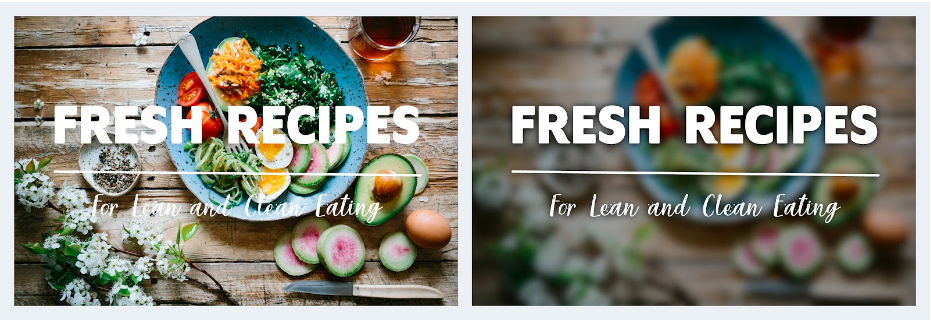 FRESH RECIPES
For Lean and Clean Eating
FRESH RECIPES
For Lean and Clean Eating